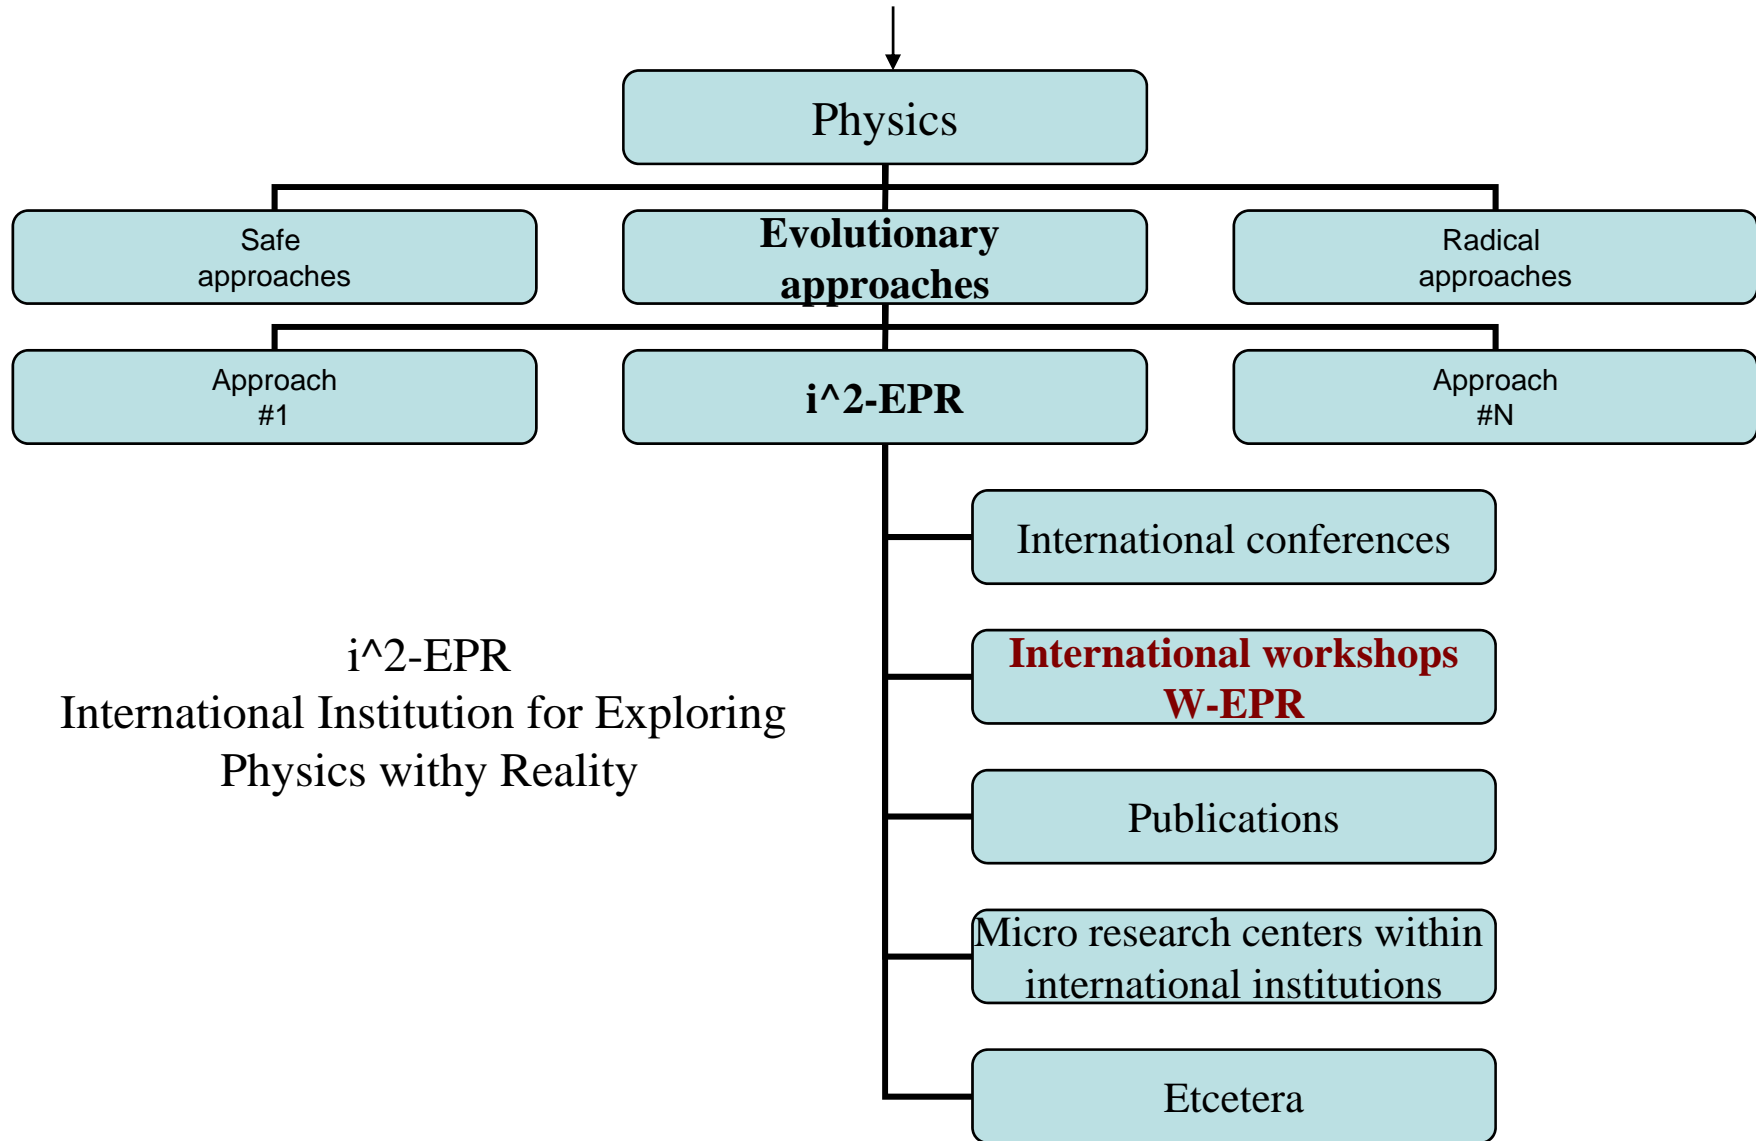 Physics
Safe
approaches
Evolutionary
approaches
Radical
approaches
Approach
#1
i^2-EPR
Approach
#N
International conferences
i^2-EPR
International Institution for Exploring
Physics withy Reality
International workshops
W-EPR
Publications
Micro research centers within
international institutions
Etcetera